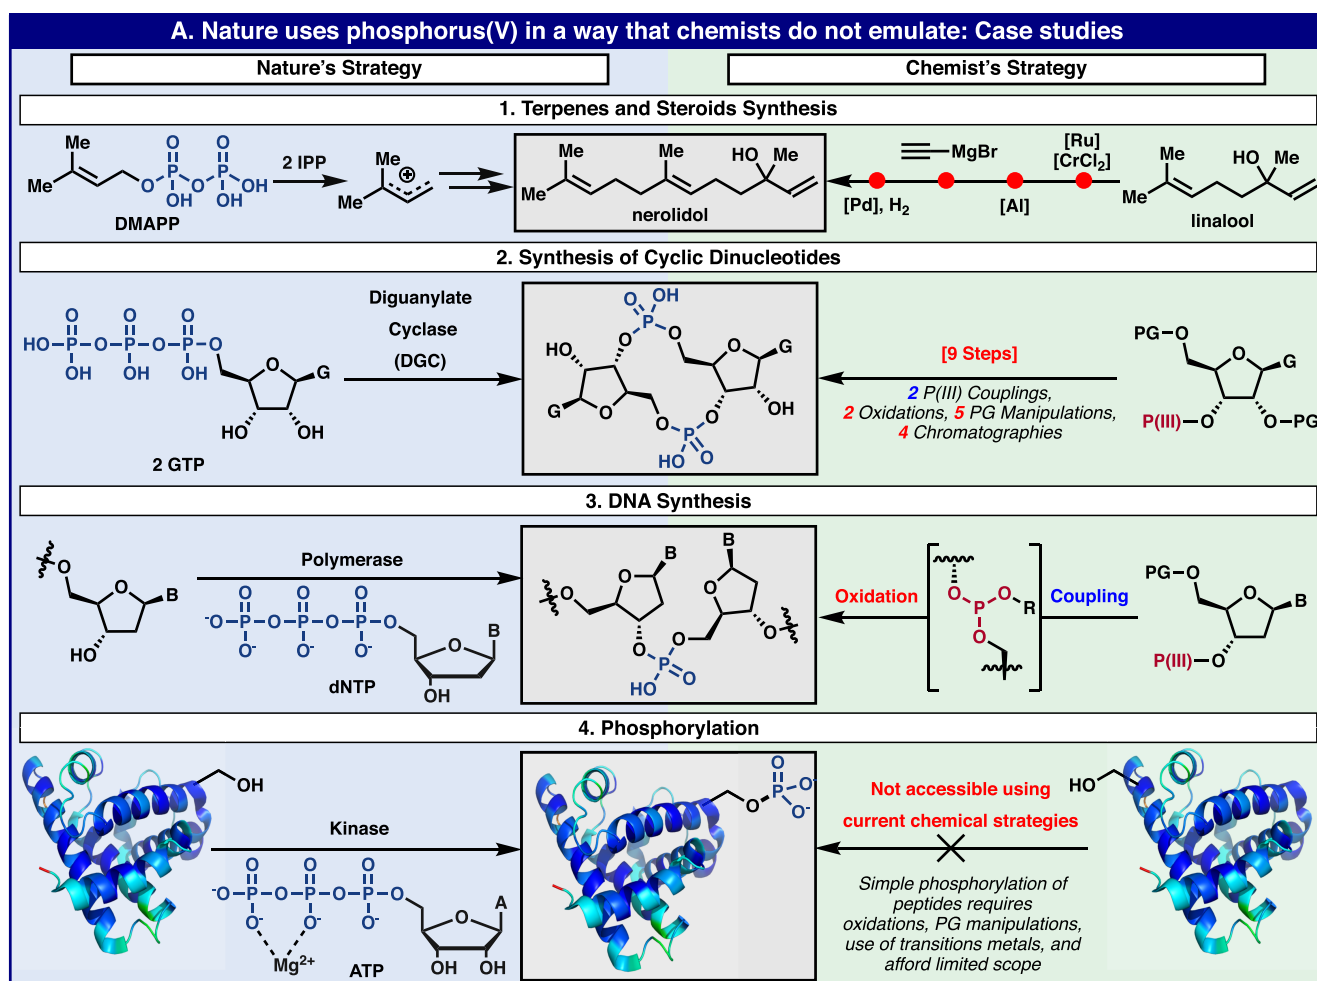 A. Nature uses phosphorus(V) in a way that chemists do not emulate: Case studies
Nature's Strategy
Chemist's Strategy
1. Terpenes and Steroids Synthesis
Me
Me
O
O
O
P
O
P
OH
OH
OH
DMAPP
2 IPP
Me
Me
+
Me
Me
Me
HO
Me
nerolidol
MgBr
[Ru]
[CrCl2]
[Pd], H2
[Al]
Me
Me
HO
Me
linalool
2. Synthesis of Cyclic Dinucleotides
O
O
O
HO
P
O
P
O
P
O
OH
OH
OH
O
G
HO
OH
2 GTP
Diguanylate
Cyclase
(DGC)
O
OH
P
O
O
HO
O
G
O
G
O
O
OH
P
HO
O
[9 Steps]
2 P(III) Couplings,
2 Oxidations, 5 PG Manipulations,
4 Chromatographies
PG
O
O
G
P(III)
O
O
PG
3. DNA Synthesis
O
O
B
HO
Polymerase
O
O
O
-O
P
O
P
O
P
O
O-
O-
O-
O
B
OH
dNTP
O
O
B
B
O
O
O
O
P
O
HO
Oxidation
O
O
P
R
O
Coupling
PG
O
O
B
P(III)
O
4. Phosphorylation
OH
Kinase
O
O
O
-O
P
O
P
O
P
O
O-
O-
O-
Mg2+
O
A
OH
OH
ATP
O
P
O-
O
O-
Not accessible using
current chemical strategies
Simple phosphorylation of
peptides requires
oxidations, PG manipulations,
use of transitions metals, and
afford limited scope
HO